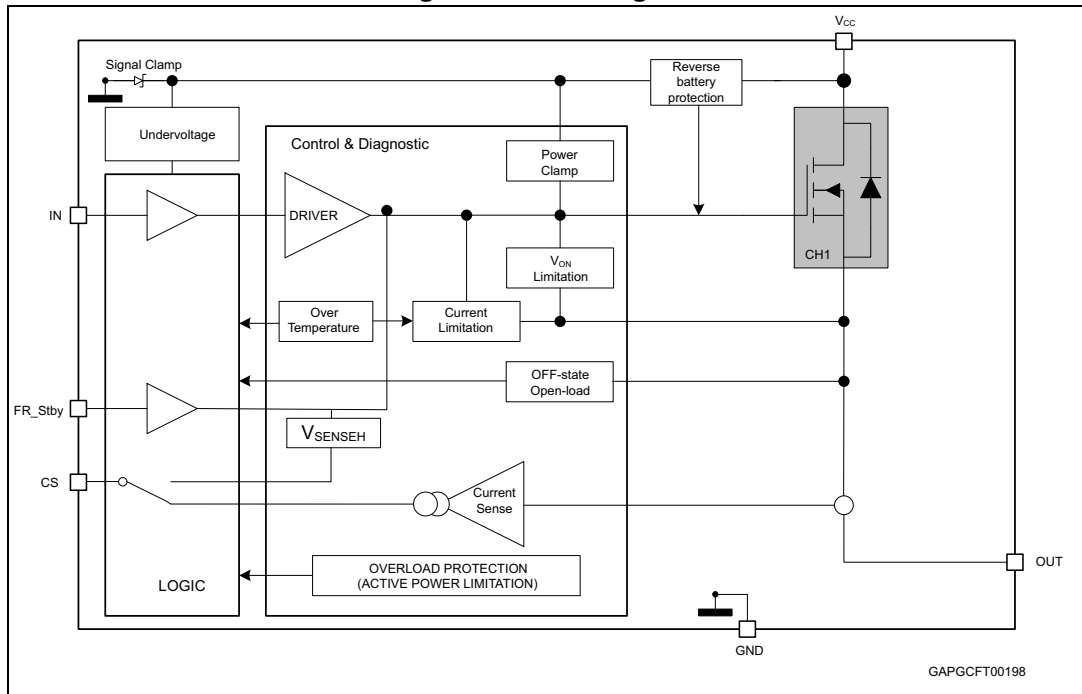 VCC
Signal Clamp
Reverse
battery
protection
Undervoltage
Control & Diagnostic
Power
Clamp
IN
DRIVER
CH1
VON
Limitation
Over
Temperature
Current
Limitation
OFF-state
Open-load
FR_Stby
VSENSEH
CS
Current
Sense
OVERLOAD PROTECTION
(ACTIVE POWER LIMITATION)
LOGIC
OUT
GND
GAPGCFT00198